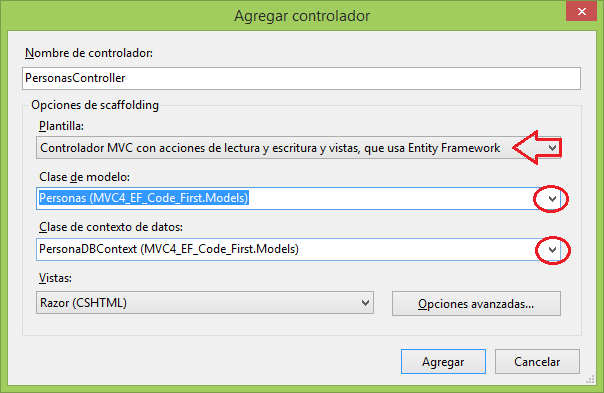 Agregar controlador
Nombre de controlador:
PersonasController
Opciones de scaffolding
Plantilla:
Controlador MVC con acciones de lectura y escritura y vistas, que usa Entity Framework
Clase de modelo:
Personas (MVC4_EF_Code_First.Models)
Clase de contexto de datos:
PersonaDBContext (MVC4_EF_Code_First.Models)
Vistas:
Razor (CSHTML)
Opciones avanzadas...
Agregar
Cancelar